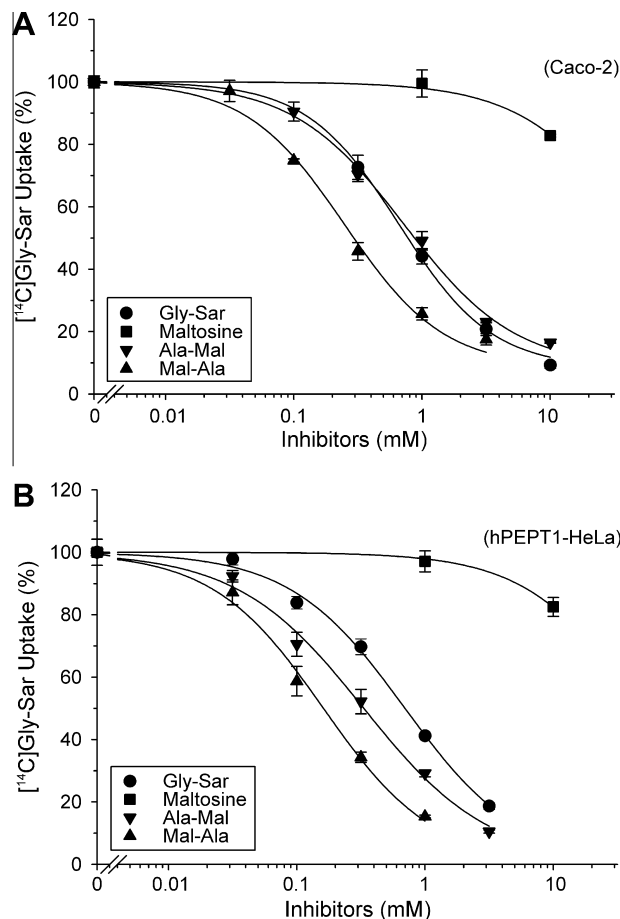 A
120
100
80
60
40
20
0
[¹⁴C]Gly-Sar Uptake (%)
(Caco-2)
Gly-Sar
Maltosine
Ala-Mal
Mal-Ala
0 0.01 0.1 1 10
Inhibitors (mM)
B
120
100
80
60
40
20
0
[¹⁴C]Gly-Sar Uptake (%)
(hPEPT1-HeLa)
Gly-Sar
Maltosine
Ala-Mal
Mal-Ala
0 0.01 0.1 1 10
Inhibitors (mM)